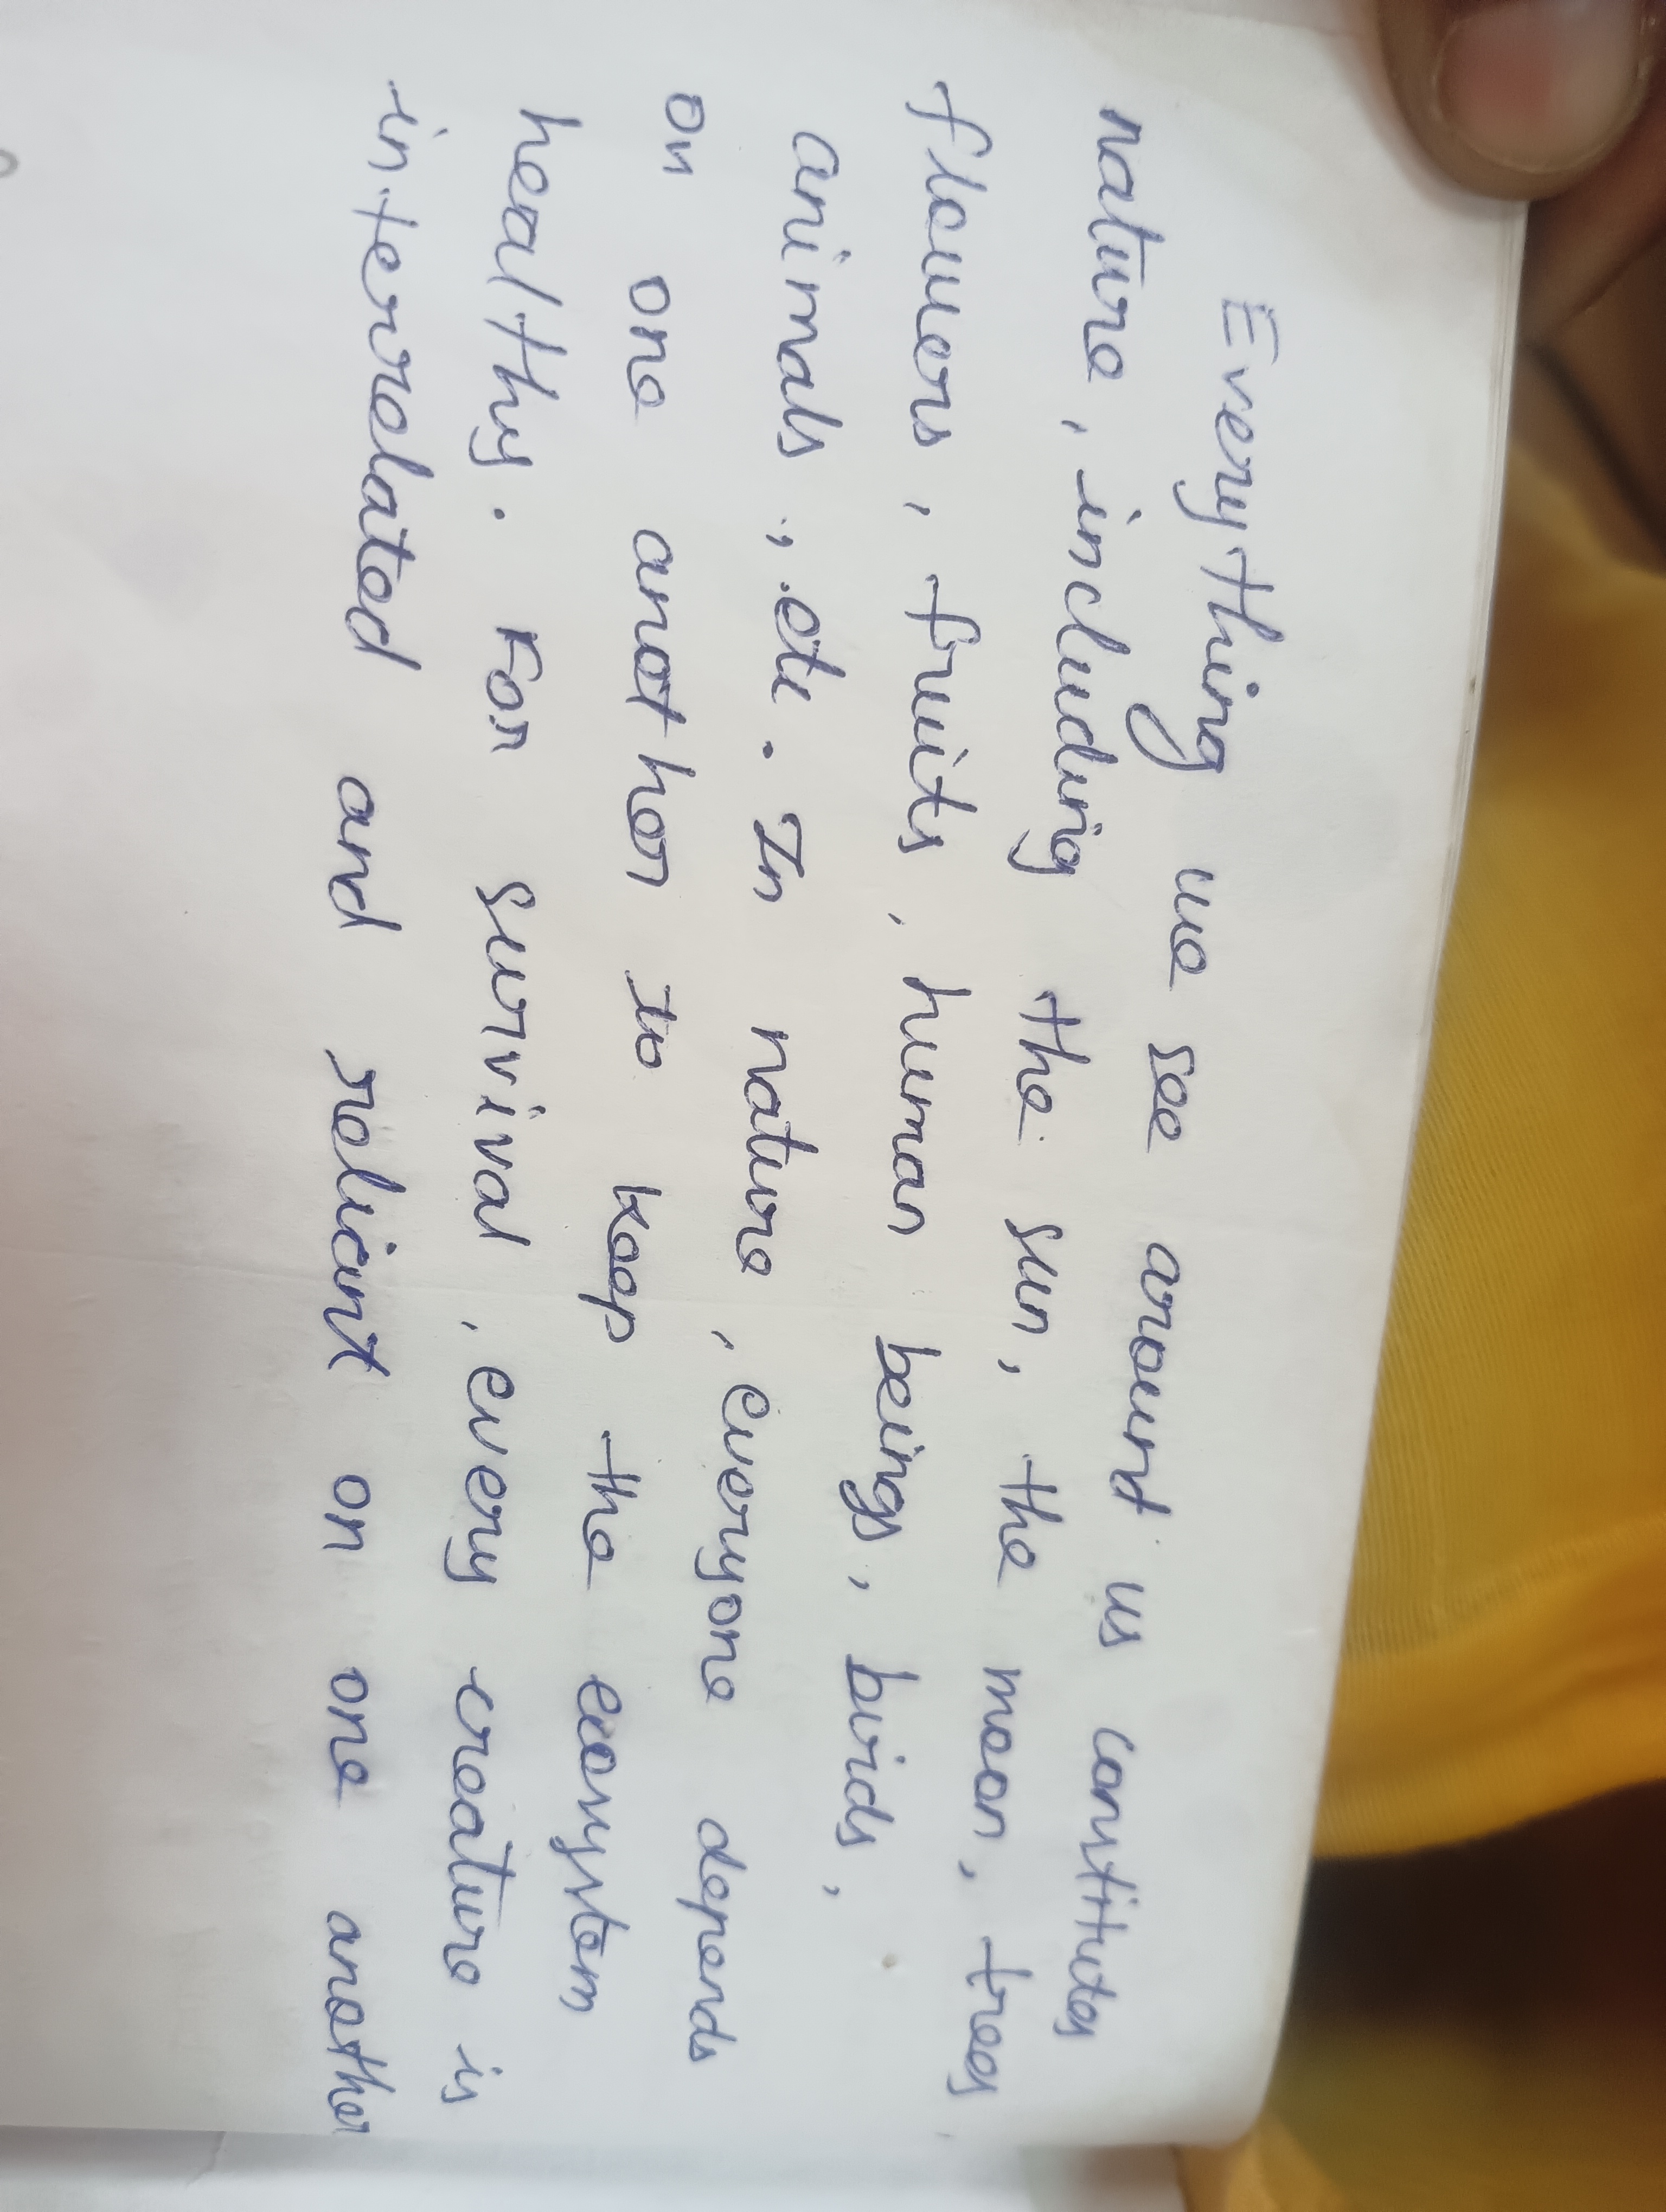 Everything we see around us constitutes
nature, including the sun, the moon, trees,
flowers, fruits, human beings, birds,
animals, etc. In nature, everyone depends
on one another to keep the ecosystem
healthy. For survival, every creature is
interrelated and reliant on one another